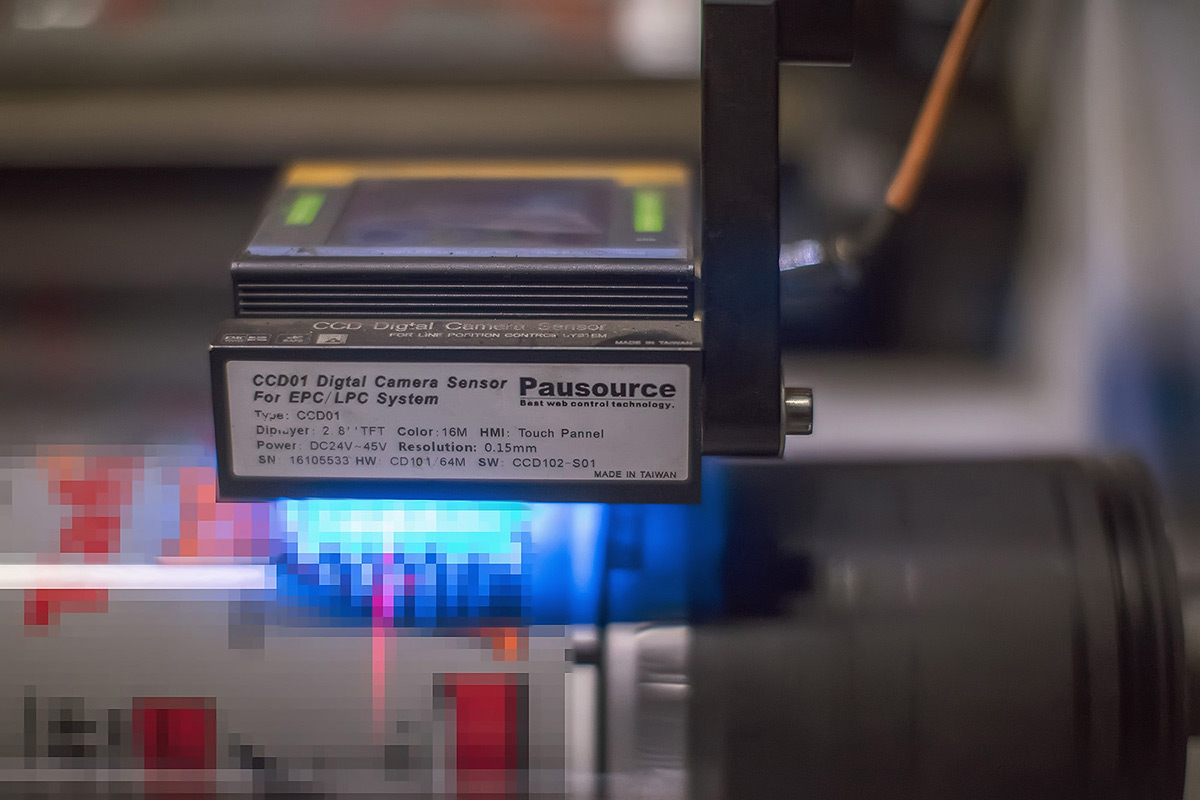 CCD Digtal Camera Sensor
FOR LINE POSITION CONTROL SYSTEM
MADE IN TAIWAN
CCD01 Digtal Camera Sensor
For EPC/LPC System
Pausource
Best web control technology.
Type: CCD01
Diplayer: 2.8''TFT Color:16M HMI: Touch Pannel
Power: DC24V~45V Resolution: 0.15mm
SN: 16105533 HW: CD101/64M SW: CCD102-S01
MADE IN TAIWAN